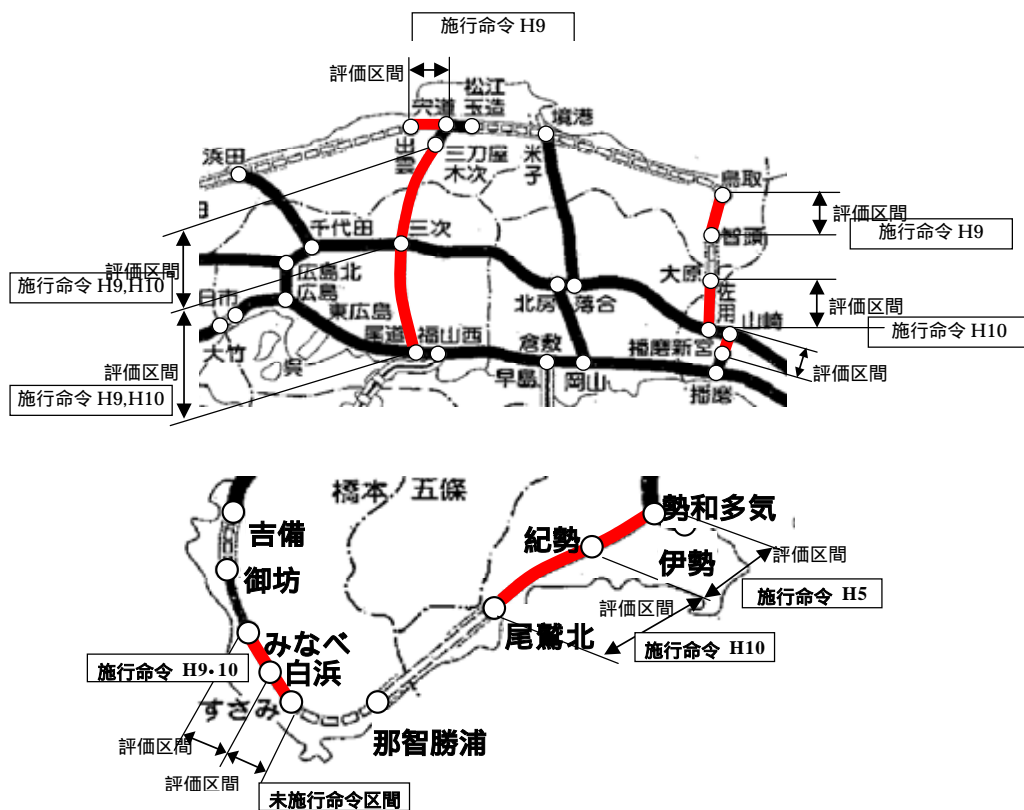 施行命令 H9
評価区間
松江
宍道 玉造
境港
出雲
三刀屋
木次
米子
浜田
鳥取
評価区間
智頭
施行命令 H9
千代田
三次
評価区間
施行命令 H9,H10
広島北
広島
大原
佐用
評価区間
北房
落合
山崎
施行命令 H10
日市
東広島
尾道
福山西
倉敷
播磨新宮
大竹
呉
早島
岡山
播磨
評価区間
評価区間
施行命令 H9,H10
橋本
五條
吉備
勢和多気
紀勢
伊勢
評価区間
御坊
施行命令 H5
評価区間
尾鷲北
みなべ
施行命令 H10
施行命令 H9・10
白浜
すさみ
那智勝浦
評価区間
評価区間
未施行命令区間